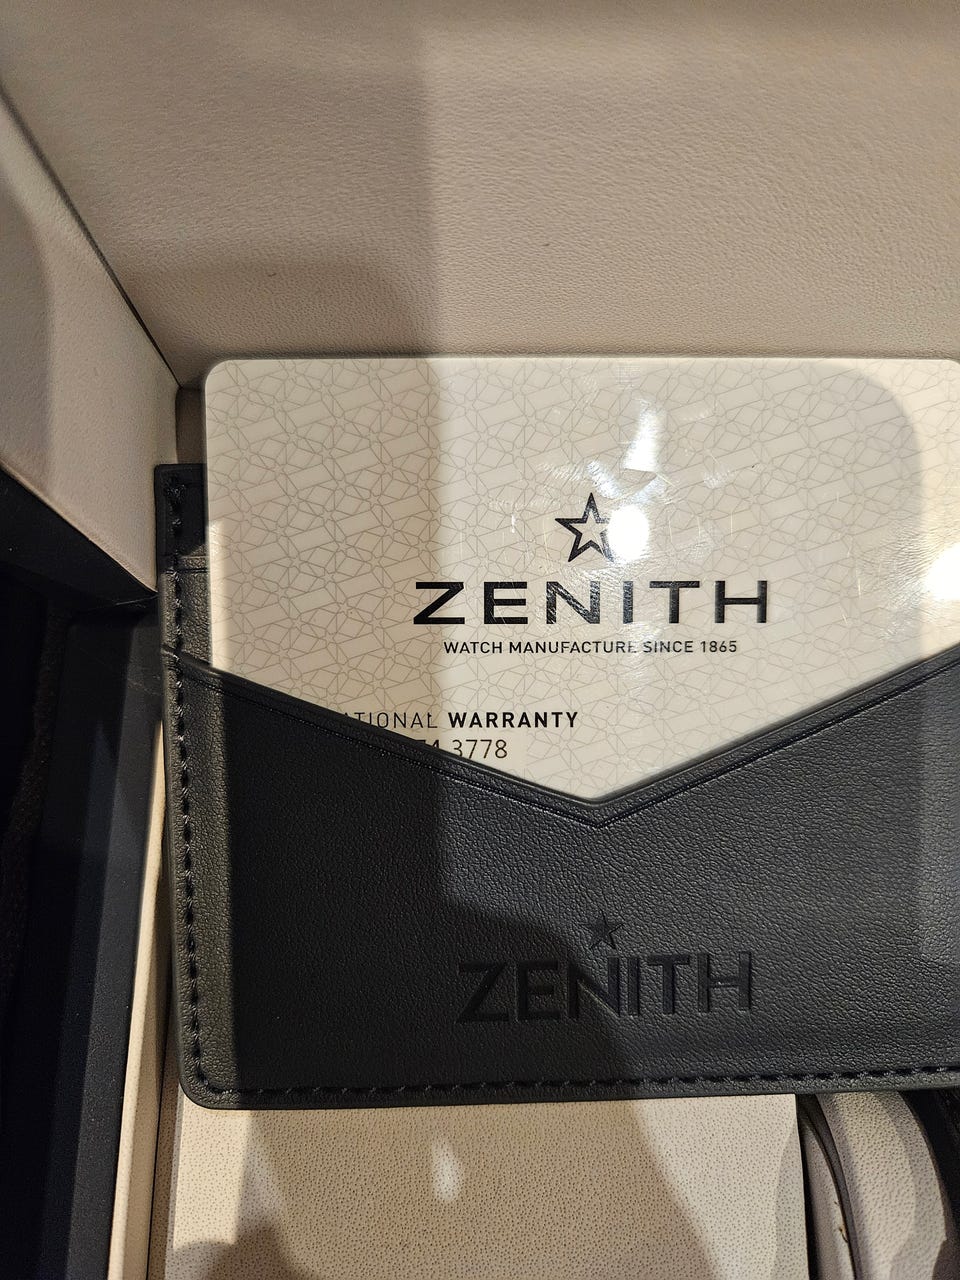 ZENITH
WATCH MANUFACTURE SINCE 1865
WARRANTY
3778
ZENITH